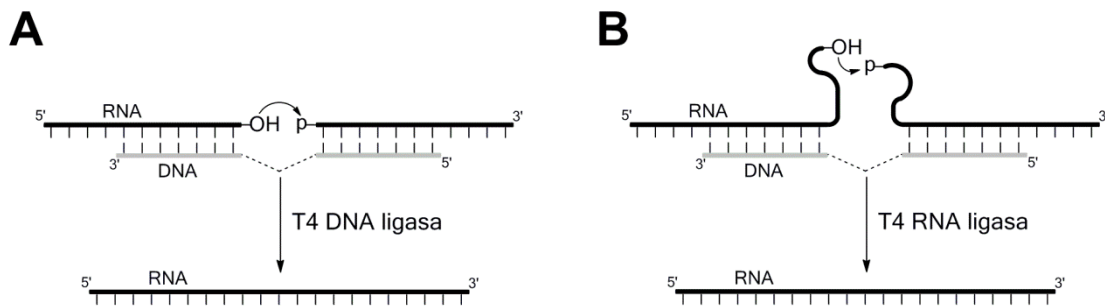 A
5' RNA OH p 3'
3' DNA 5'
T4 DNA ligasa
5' RNA 3'
B
OH
p
5' RNA 3'
3' DNA 5'
T4 RNA ligasa
5' RNA 3'